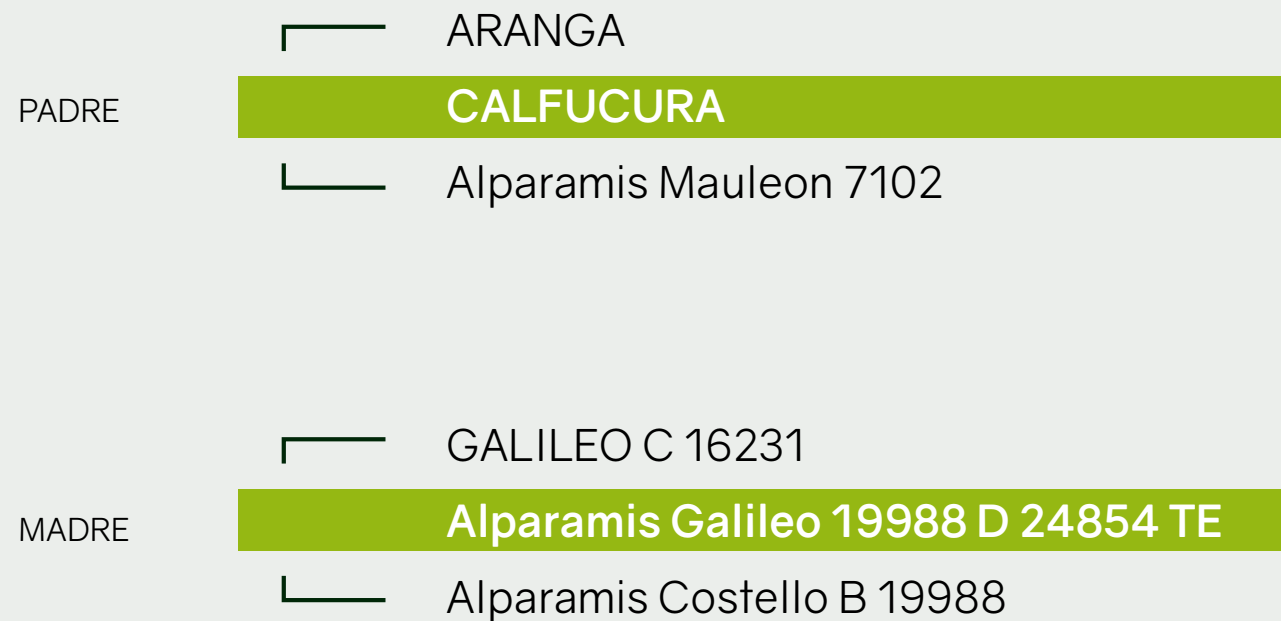 ARANGA
PADRE
CALFUCURA
Alparamis Mauleon 7102
GALILEO C 16231
MADRE
Alparamis Galileo 19988 D 24854 TE
Alparamis Costello B 19988